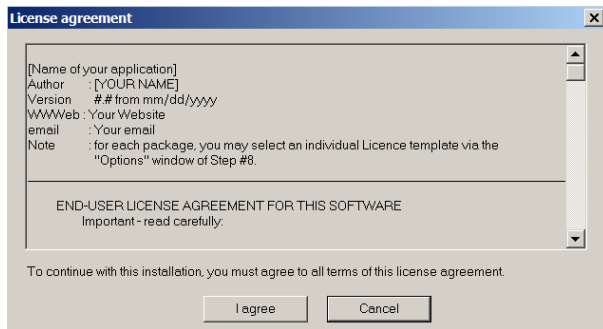 License agreement
[Name of your application]
Author : [YOUR NAME]
Version #.# from mm/dd/yyyy
WWWeb : Your Website
email : Your email
Note : for each package, you may select an individual Licence template via the
"Options" window of Step #8.
END-USER LICENSE AGREEMENT FOR THIS SOFTWARE
Important - read carefully:
To continue with this installation, you must agree to all terms of this license agreement.
I agree
Cancel